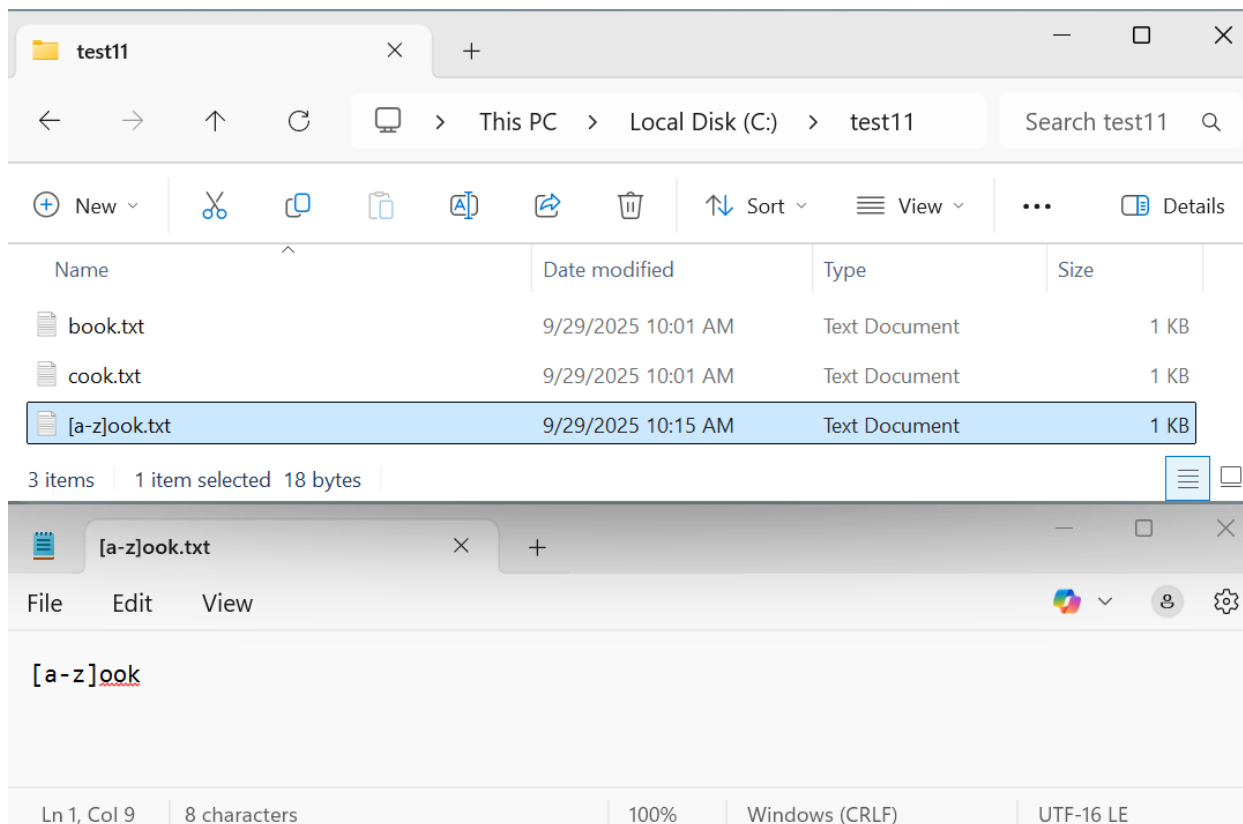 test11
This PC > Local Disk (C:) > test11 Search test11
New Sort View ... Details
Name Date modified Type Size
book.txt 9/29/2025 10:01 AM Text Document 1 KB
cook.txt 9/29/2025 10:01 AM Text Document 1 KB
[a-z]ook.txt 9/29/2025 10:15 AM Text Document 1 KB
3 items 1 item selected 18 bytes
[a-z]ook.txt
File Edit View
[a-z]ook
Ln 1, Col 9 8 characters 100% Windows (CRLF) UTF-16 LE